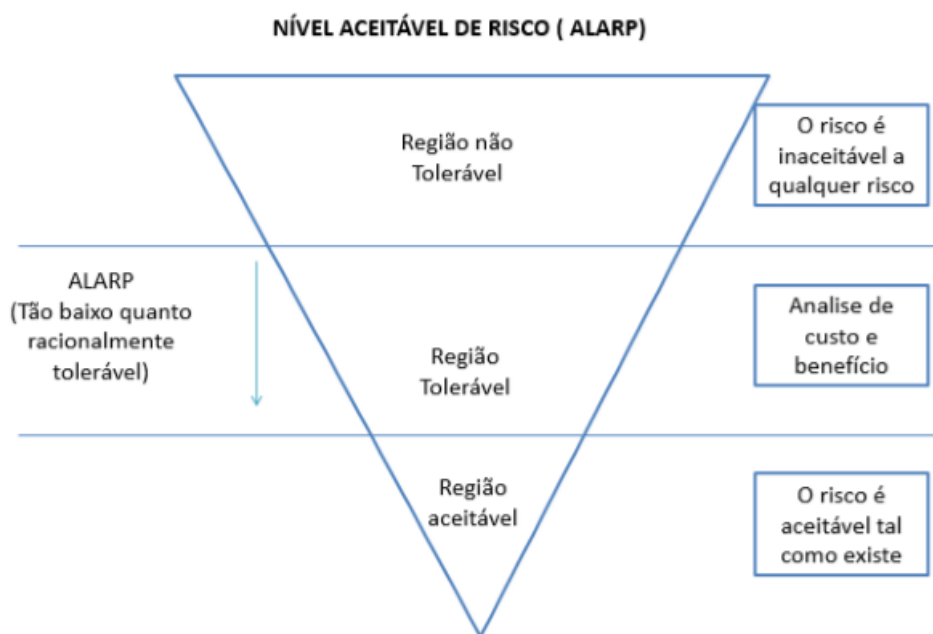 NÍVEL ACEITÁVEL DE RISCO ( ALARP)
Região não
Tolerável
O risco é
inaceitável a
qualquer risco
ALARP
(Tão baixo quanto
racionalmente
tolerável)
Região
Tolerável
Analise de
custo e
benefício
Região
aceitável
O risco é
aceitável tal
como existe